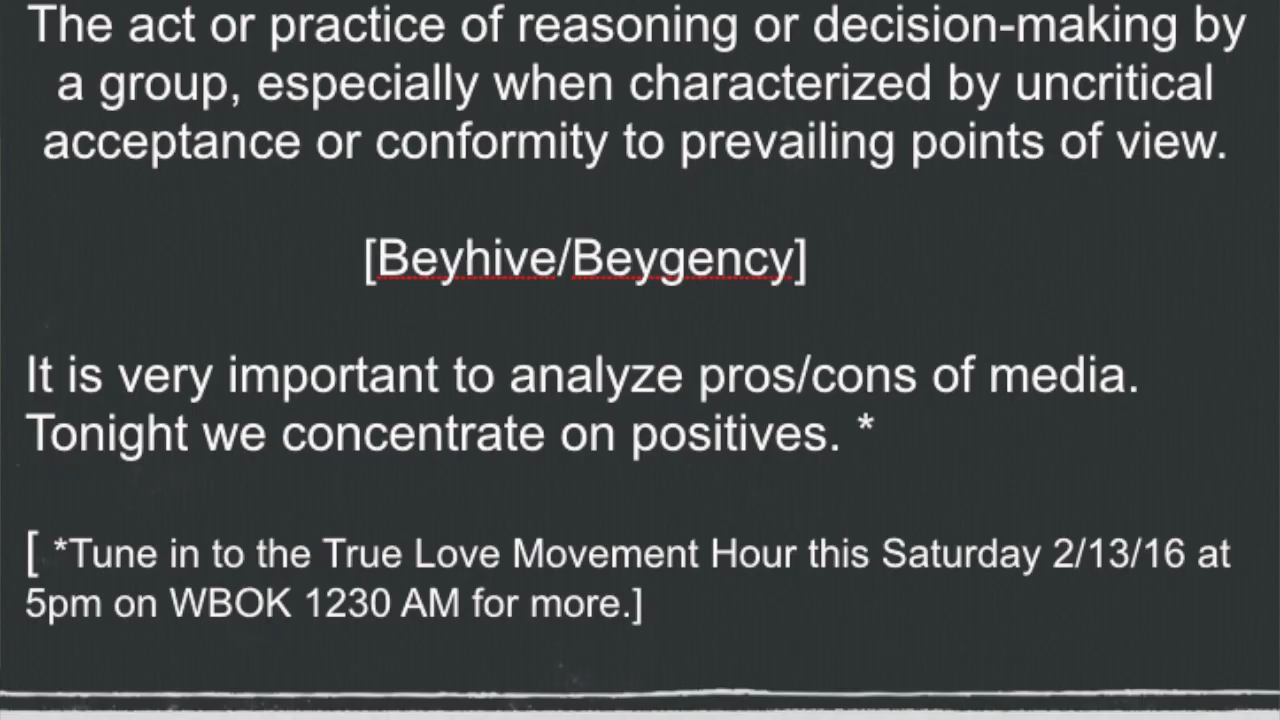 The act or practice of reasoning or decision-making by
a group, especially when characterized by uncritical
acceptance or conformity to prevailing points of view.
[Beyhive/Beygency]
It is very important to analyze pros/cons of media.
Tonight we concentrate on positives. *
[ *Tune in to the True Love Movement Hour this Saturday 2/13/16 at
5pm on WBOK 1230 AM for more.]